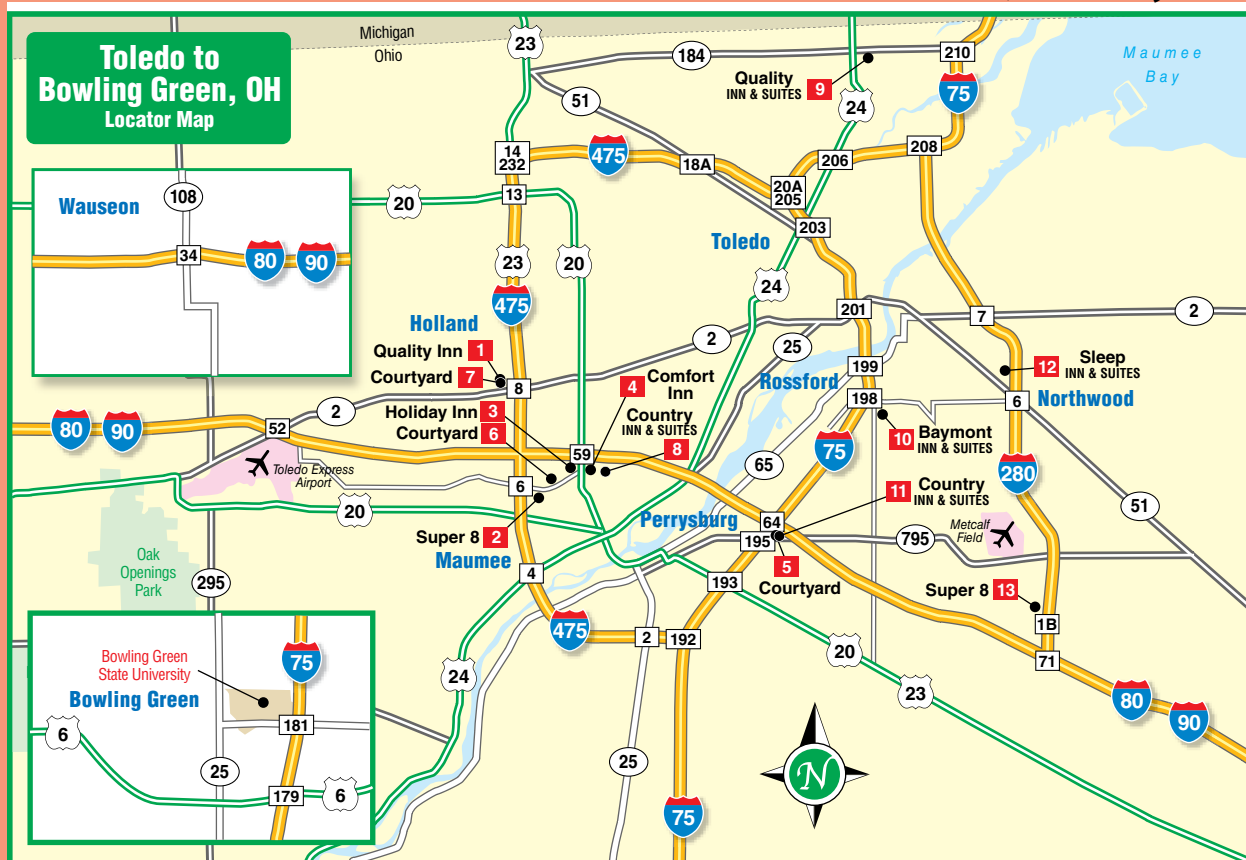 Toledo to
Bowling Green, OH
Locator Map
Michigan
Ohio
23
184
210
Maumee
Bay
Quality
INN & SUITES
9
51
24
75
14
232
475
18A
206
208
20A
205
203
Wauseon
108
34
80
90
20
13
23
20
475
Toledo
24
Holland
201
7
2
2
25
Quality Inn 1
Courtyard 7
8
Rossford
199
198
12
Sleep
INN & SUITES
6
Northwood
4
Comfort
Inn
Holiday Inn 3
Courtyard 6
Country
INN & SUITES
8
80
90
52
2
59
10
Baymont
INN & SUITES
75
Toledo Express
Airport
6
65
280
11
Country
INN & SUITES
51
20
Super 8 2
Maumee
Perrysburg
64
195
795
Metcalf
Field
5
Courtyard
Oak
Openings
Park
295
4
193
Super 8 13
1B
71
475
2
192
20
24
23
80
90
Bowling Green
State University
Bowling Green
75
6
181
25
179
6
25
N
75